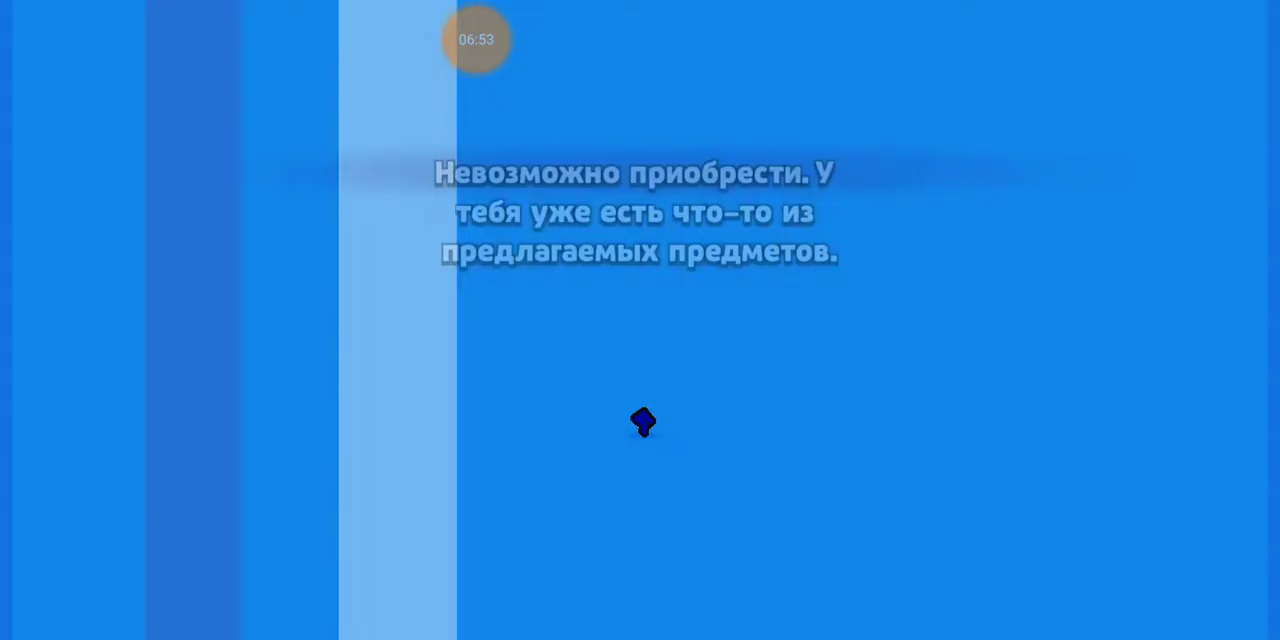 06:53
Невозможно приобрести. У
тебя уже есть что-то из
предлагаемых предметов.